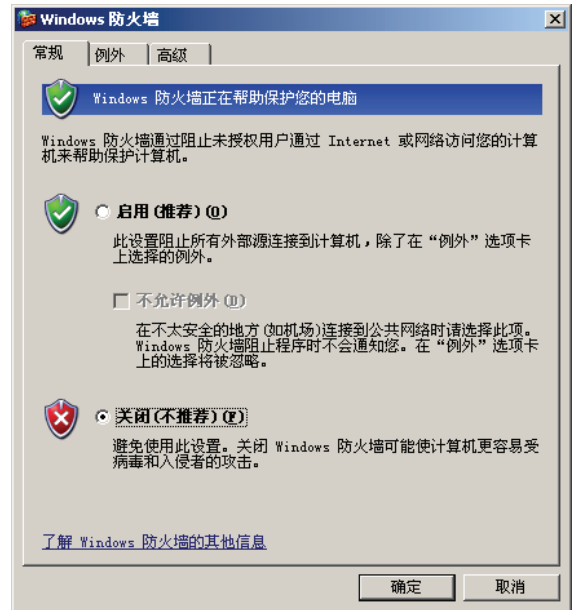 Windows 防火墙
常规 例外 高级
Windows 防火墙正在帮助保护您的电脑
Windows 防火墙通过阻止未授权用户通过 Internet 或网络访问您的计算
机来帮助保护计算机。
启用(推荐)(O)
此设置阻止所有外部源连接到计算机，除了在“例外”选项卡
上选择的例外。
不允许例外(D)
在不太安全的地方(如机场)连接到公共网络时请选择此项。
Windows 防火墙阻止程序时不会通知您。在“例外”选项卡
上的选择将被忽略。
关闭(不推荐)(F)
避免使用此设置。关闭 Windows 防火墙可能使计算机更容易受
病毒和入侵者的攻击。
了解 Windows 防火墙的其他信息
确定 取消